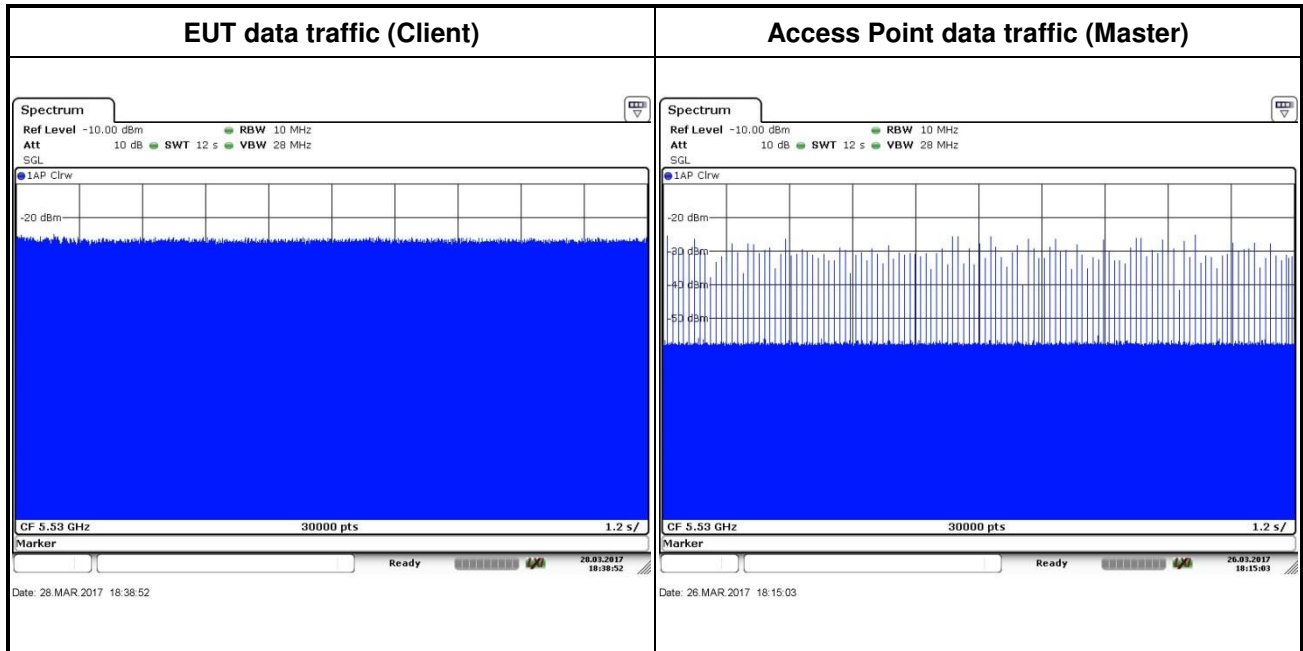 EUT data traffic (Client)
Access Point data traffic (Master)
Spectrum
Ref Level -10.00 dBm RBW 10 MHz
Att 10 dB SWT 12 s VBW 28 MHz
SGL
1AP Clrw
-20 dBm
CF 5.53 GHz 30000 pts 1.2 s/
Marker
Ready 28.03.2017
18:38:52
Date: 28.MAR.2017 18:38:52
Spectrum
Ref Level -10.00 dBm RBW 10 MHz
Att 10 dB SWT 12 s VBW 28 MHz
SGL
1AP Clrw
-20 dBm
-30 dBm
-40 dBm
-50 dBm
CF 5.53 GHz 30000 pts 1.2 s/
Marker
Ready 26.03.2017
18:15:03
Date: 26.MAR.2017 18:15:03